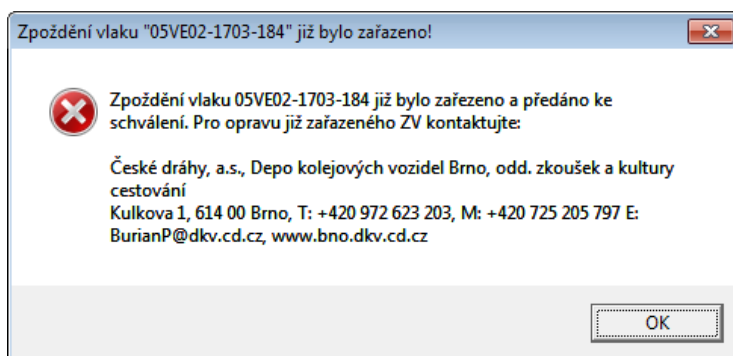 Zpoždění vlaku "05VE02-1703-184" již bylo zařazeno!
Zpoždění vlaku 05VE02-1703-184 již bylo zařezeno a předáno ke
schválení. Pro opravu již zařazeného ZV kontaktujte:
České dráhy, a.s., Depo kolejových vozidel Brno, odd. zkoušek a kultury
cestování
Kulkova 1, 614 00 Brno, T: +420 972 623 203, M: +420 725 205 797 E:
BurianP@dkv.cd.cz, www.bno.dkv.cd.cz
OK